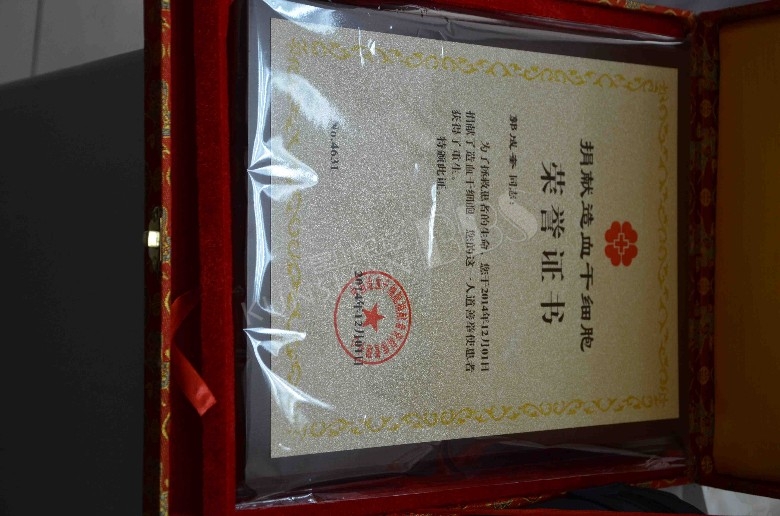 捐献造血干细胞
荣誉证书
郭成奎 同志：
为了拯救患者的生命，您于2014年12月01日
捐献了造血干细胞，您的这一人道善举使患者
获得了重生。
特颁此证
2014年12月01日
No.4631